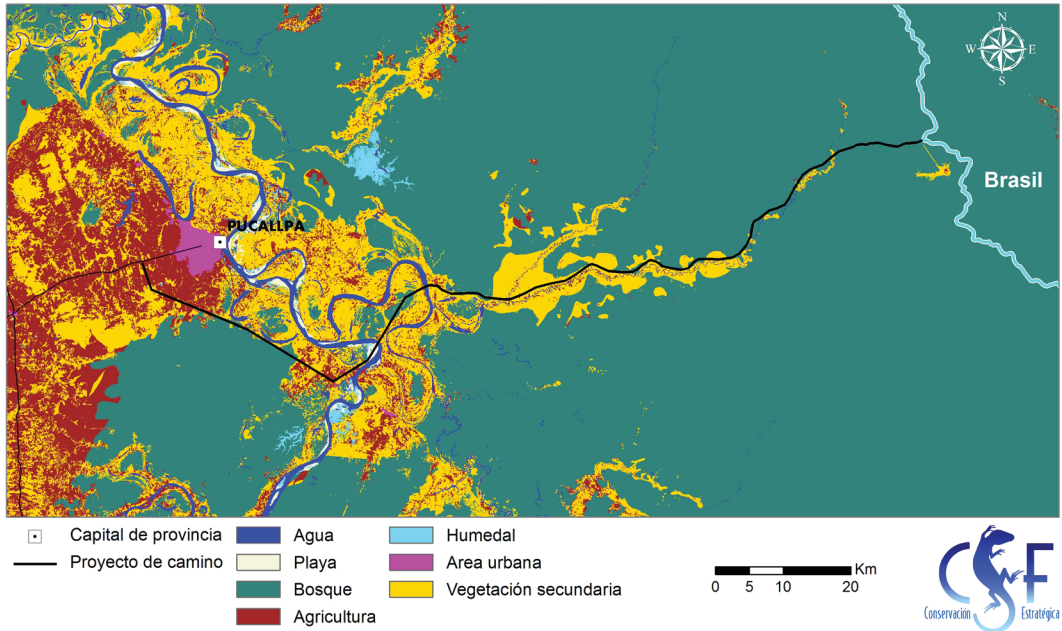 N
W E
S
Brasil
PUCALLPA
Capital de provincia
Proyecto de camino
Agua
Playa
Bosque
Agricultura
Humedal
Area urbana
Vegetación secundaria
Km
0 5 10 20
CSF
Conservación Estratégica